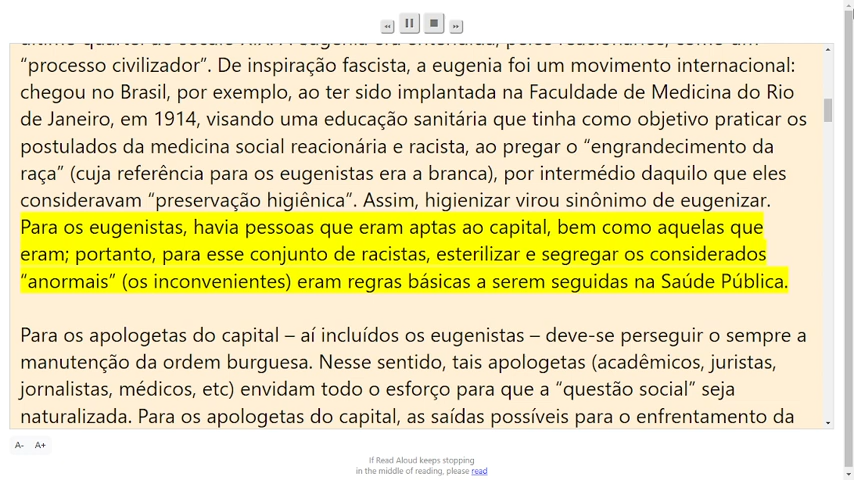 “processo civilizador”. De inspiração fascista, a eugenia foi um movimento internacional:
chegou no Brasil, por exemplo, ao ter sido implantada na Faculdade de Medicina do Rio
de Janeiro, em 1914, visando uma educação sanitária que tinha como objetivo praticar os
postulados da medicina social reacionária e racista, ao pregar o “engrandecimento da
raça” (cuja referência para os eugenistas era a branca), por intermédio daquilo que eles
consideravam “preservação higiênica”. Assim, higienizar virou sinônimo de eugenizar.
Para os eugenistas, havia pessoas que eram aptas ao capital, bem como aquelas que
eram; portanto, para esse conjunto de racistas, esterilizar e segregar os considerados
“anormais” (os inconvenientes) eram regras básicas a serem seguidas na Saúde Pública.
Para os apologetas do capital – aí incluídos os eugenistas – deve-se perseguir o sempre a
manutenção da ordem burguesa. Nesse sentido, tais apologetas (acadêmicos, juristas,
jornalistas, médicos, etc) envidam todo o esforço para que a “questão social” seja
naturalizada. Para os apologetas do capital, as saídas possíveis para o enfrentamento da
A- A+
If Read Aloud keeps stopping
in the middle of reading, please read